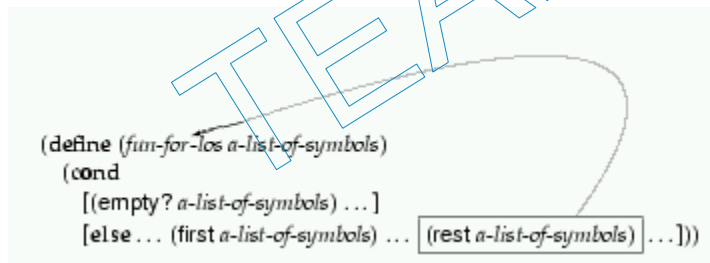 TEA
(define (fun-for-los a-list-of-symbols)
(cond
[(empty? a-list-of-symbols) ...]
[else ... (first a-list-of-symbols) ... (rest a-list-of-symbols) ...]))